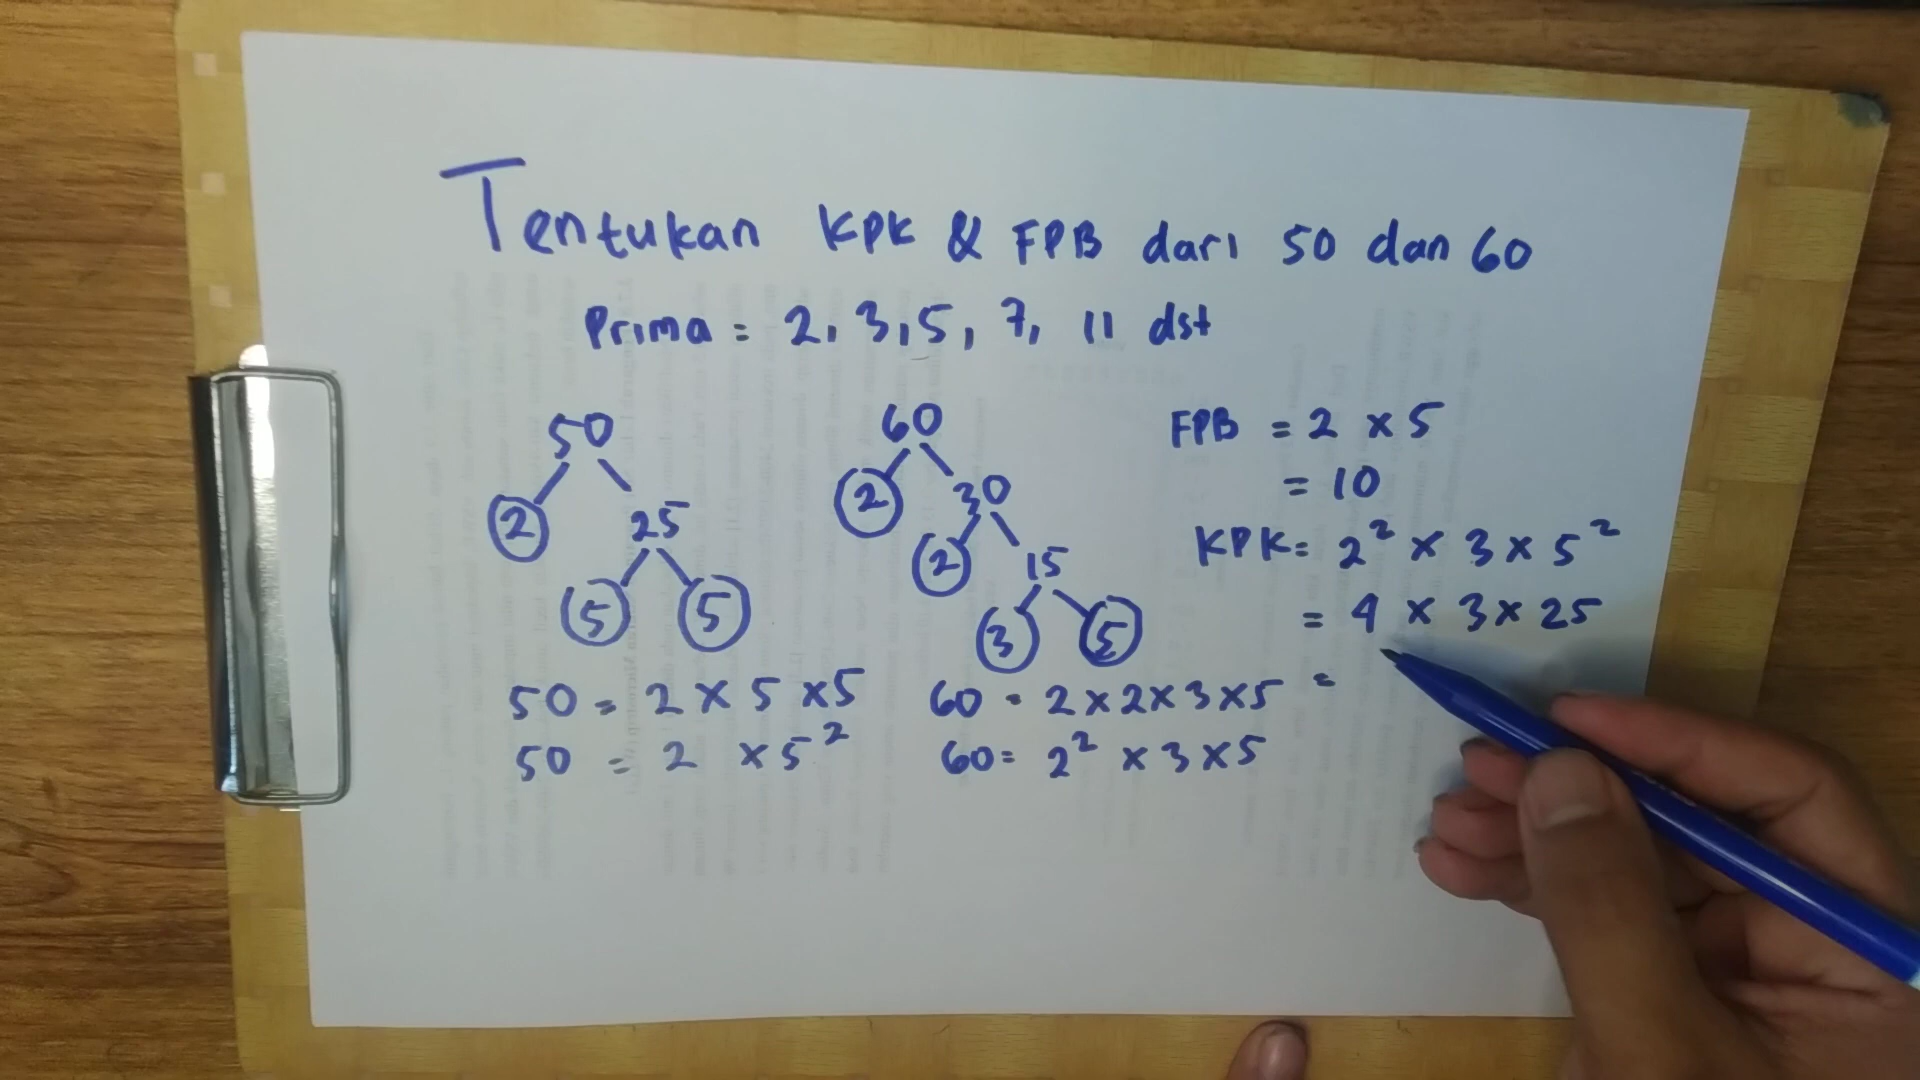 Tentukan KPK & FPB dari 50 dan 60
Prima = 2, 3, 5, 7, 11 dst
50
2 25
5 5
50 = 2 x 5 x 5
50 = 2 x 5²
60
2 30
2 15
3 5
60 = 2 x 2 x 3 x 5
60 = 2² x 3 x 5
FPB = 2 x 5
= 10
KPK = 2² x 3 x 5²
= 4 x 3 x 25
=